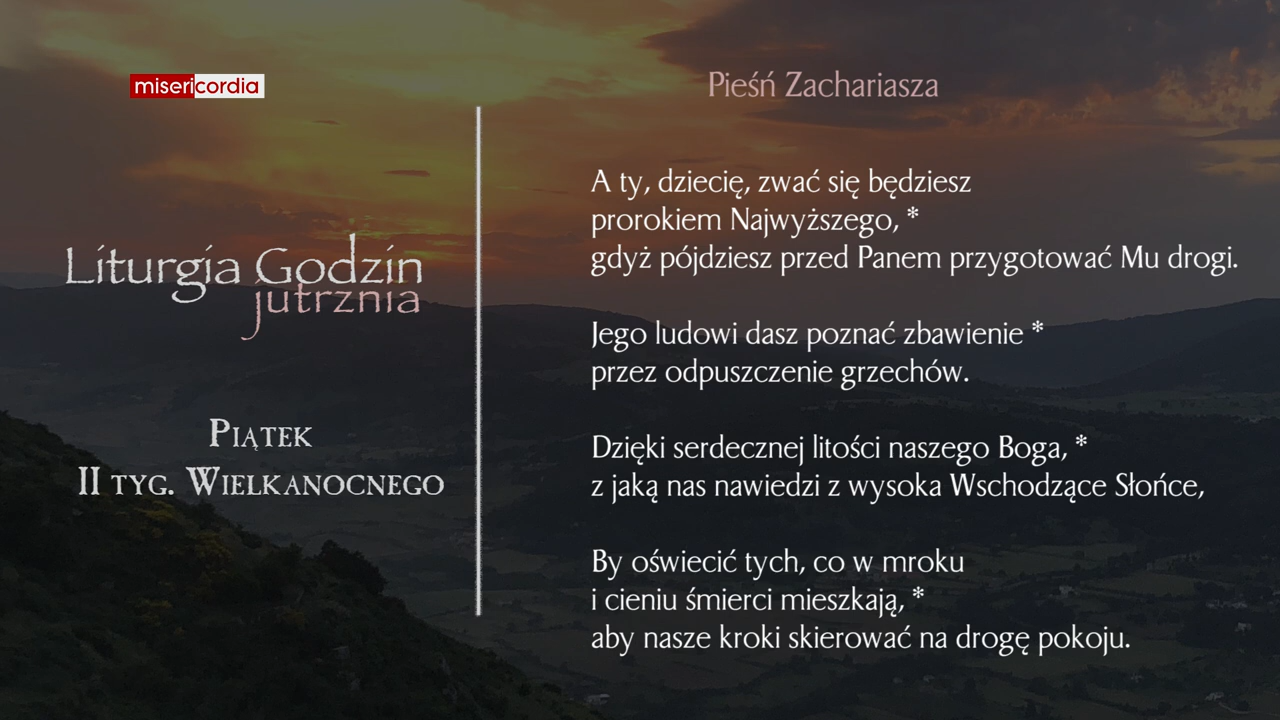 misericordia
Liturgia Godzin
jutrznia
Piątek
II tyg. Wielkanocnego
Pieśń Zachariasza
A ty, dziecię, zwać się będziesz
prorokiem Najwyższego, *
gdyż pójdziesz przed Panem przygotować Mu drogi.
Jego ludowi dasz poznać zbawienie *
przez odpuszczenie grzechów.
Dzięki serdecznej litości naszego Boga, *
z jaką nas nawiedzi z wysoka Wschodzące Słońce,
By oświecić tych, co w mroku
i cieniu śmierci mieszkają, *
aby nasze kroki skierować na drogę pokoju.